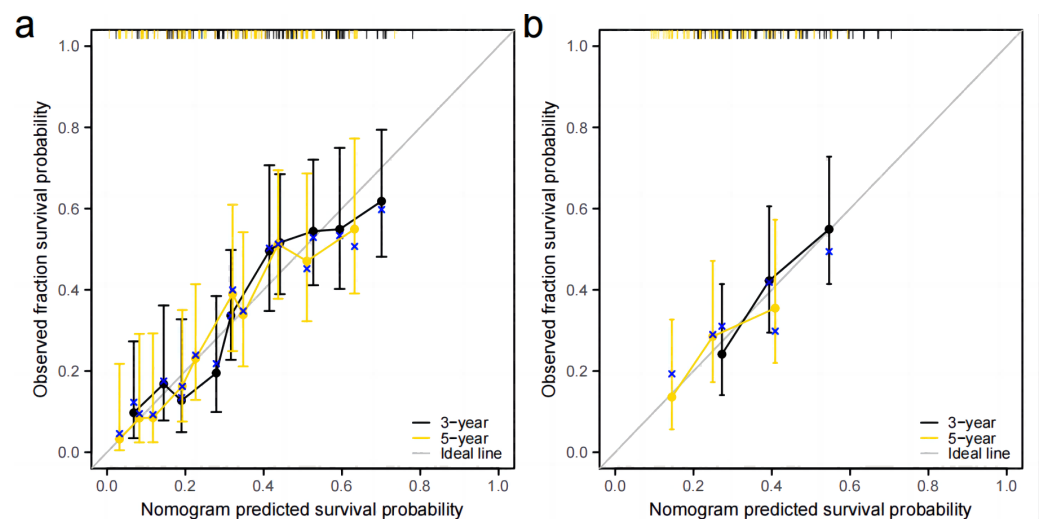 a
1.0
0.8
0.6
0.4
0.2
0.0
Observed fraction survival probability
3−year
5−year
Ideal line
0.0 0.2 0.4 0.6 0.8 1.0
Nomogram predicted survival probability
b
1.0
0.8
0.6
0.4
0.2
0.0
Observed fraction survival probability
3−year
5−year
Ideal line
0.0 0.2 0.4 0.6 0.8 1.0
Nomogram predicted survival probability